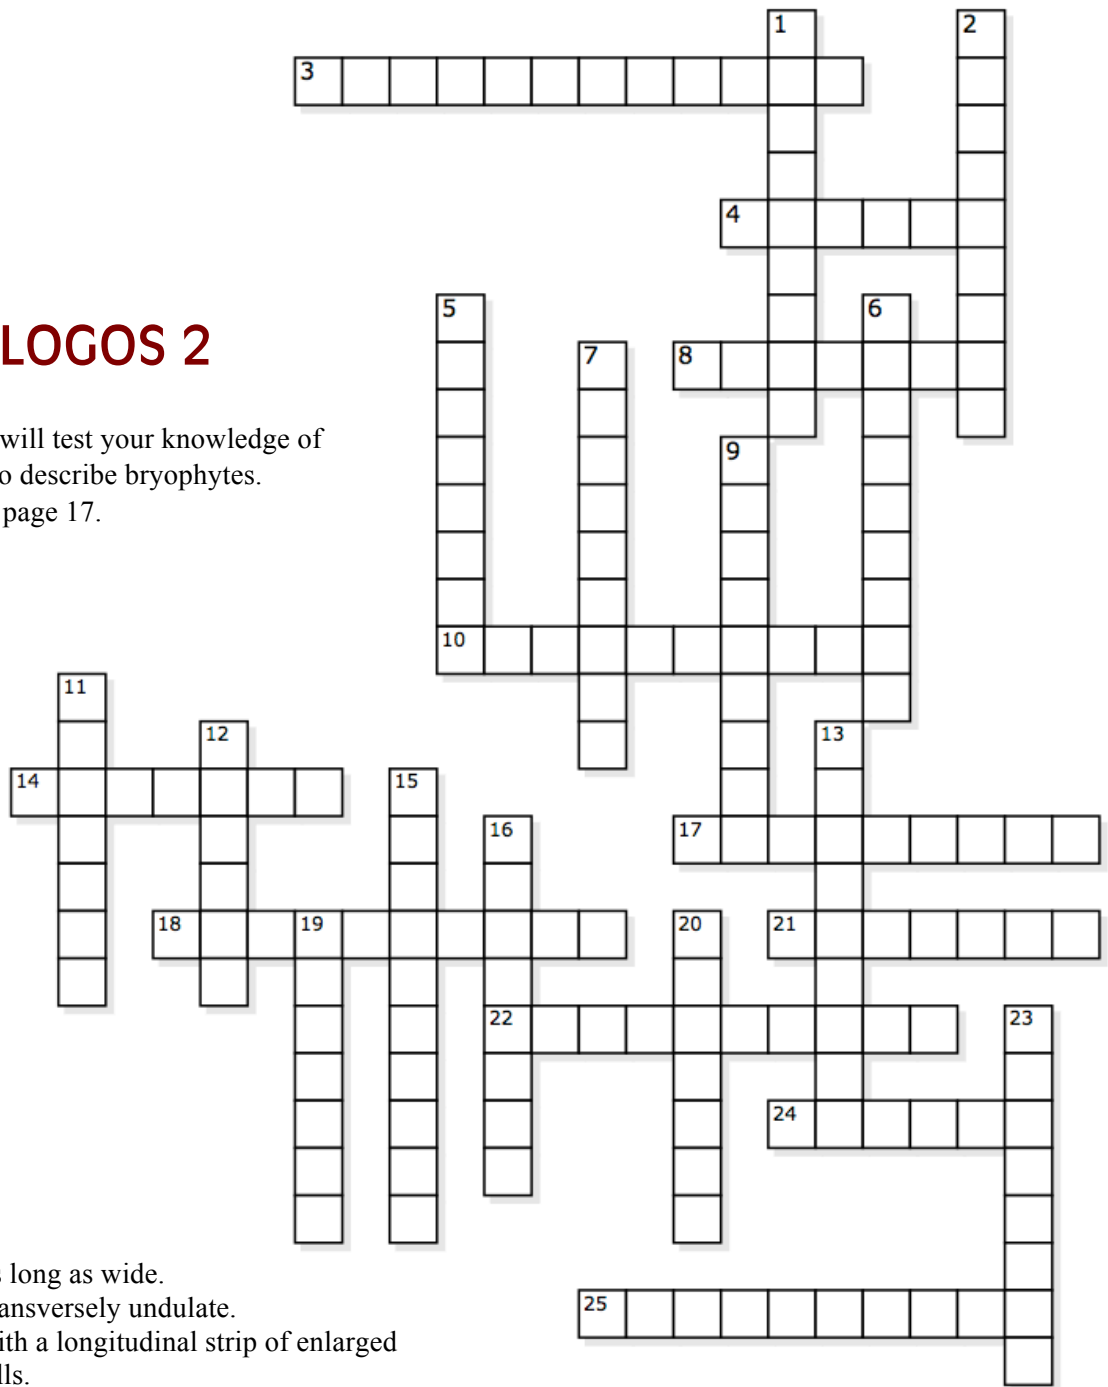 1 2
3
4
5 6
LOGOS 2
7 8
will test your knowledge of
9
o describe bryophytes.
page 17.
10
11
12 13
14 15
16 17
18 19 20 21
22 23
24
s long as wide.
25
ansversely undulate.
ith a longitudinal strip of enlarged
lls.